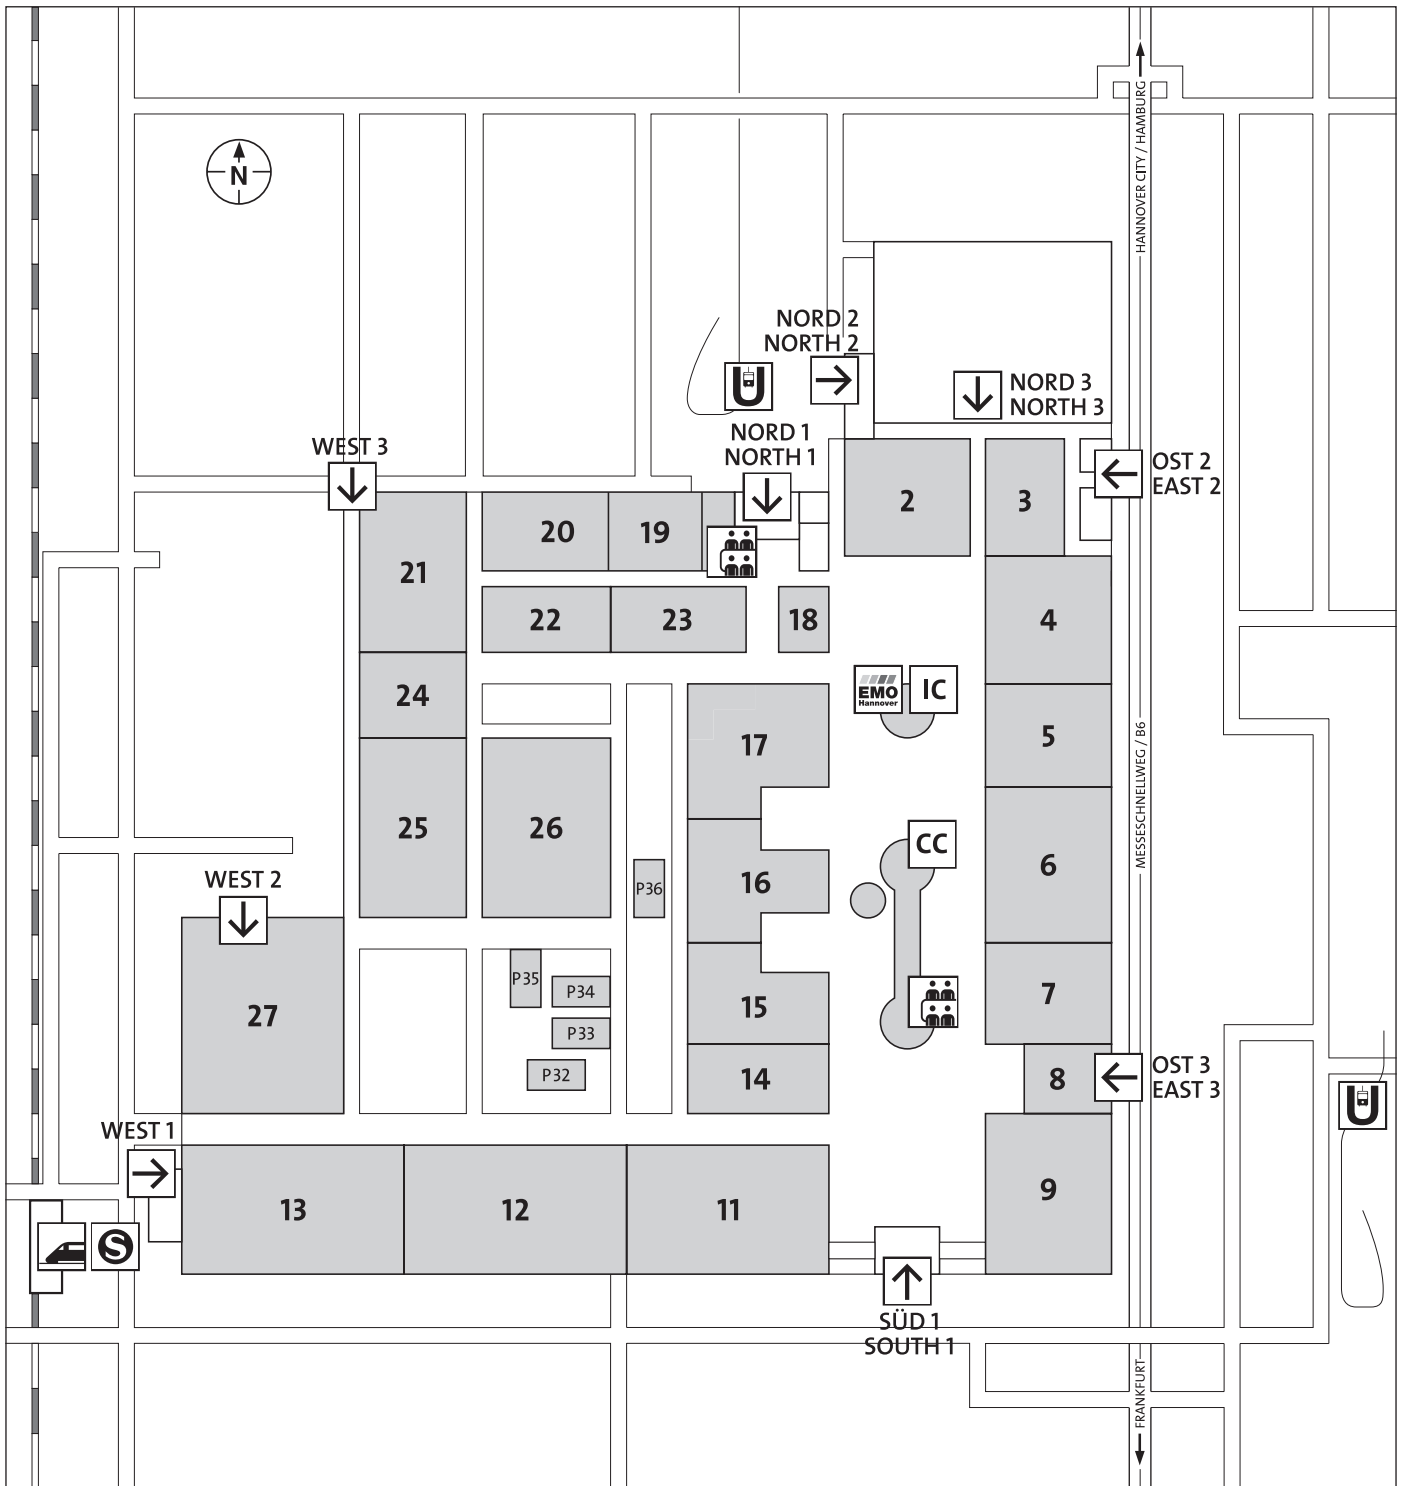 HANNOVER CITY / HAMBURG
N
NORD 2
NORTH 2
U
NORD 3
NORTH 3
NORD 1
NORTH 1
WEST 3
OST 2
EAST 2
2
3
20
19
21
22
23
18
4
24
EMO
Hannover
IC
17
5
MESSESCHNELLWEG / B6
25
26
CC
6
WEST 2
P36
16
P35
P34
27
15
7
P33
P32
14
8
OST 3
EAST 3
U
WEST 1
13
12
11
9
S
SÜD 1
SOUTH 1
FRANKFURT